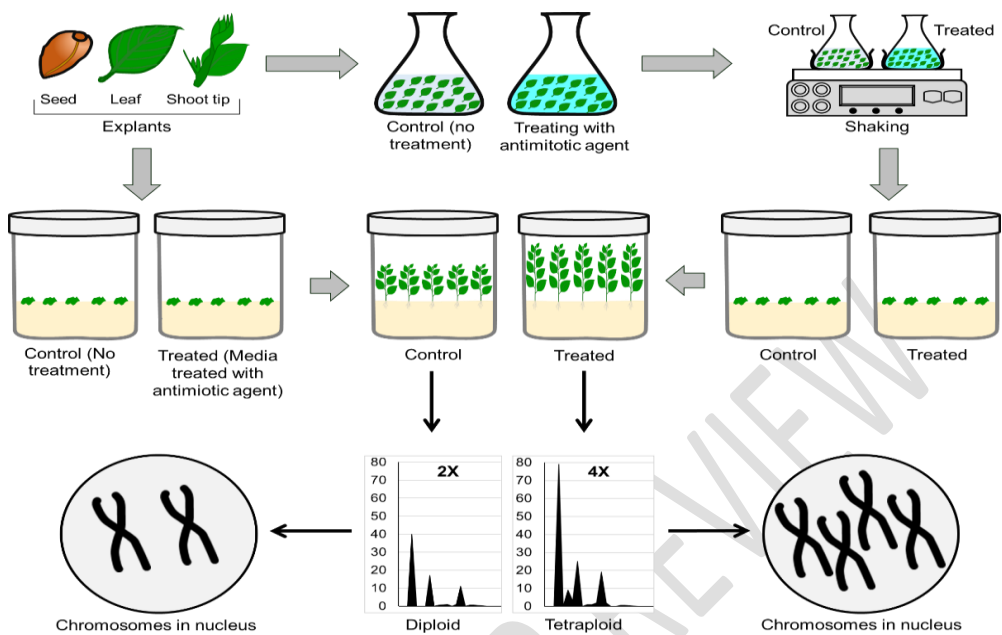 Seed
Leaf
Shoot tip
Explants
Control (no
treatment)
Treating with
antimitotic agent
Control
Treated
Shaking
Control (No
treatment)
Treated (Media
treated with
antimiotic agent)
Control
Treated
Control
Treated
80
70
60
50
40
30
20
10
0
2X
80
70
60
50
40
30
20
10
0
4X
Chromosomes in nucleus
Diploid
Tetraploid
Chromosomes in nucleus
REVIEW